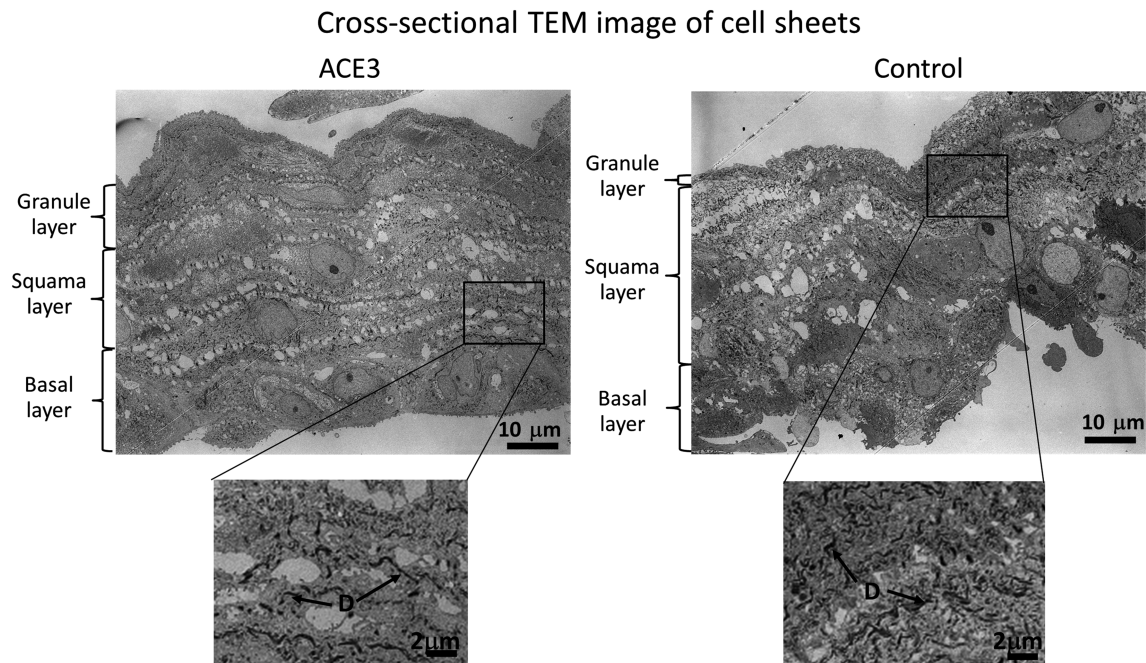 Cross-sectional TEM image of cell sheets
ACE3
Control
Granule
layer
Squama
layer
Basal
layer
10 μm
Granule
layer
Squama
layer
Basal
layer
10 μm
D
2μm
D
2μm